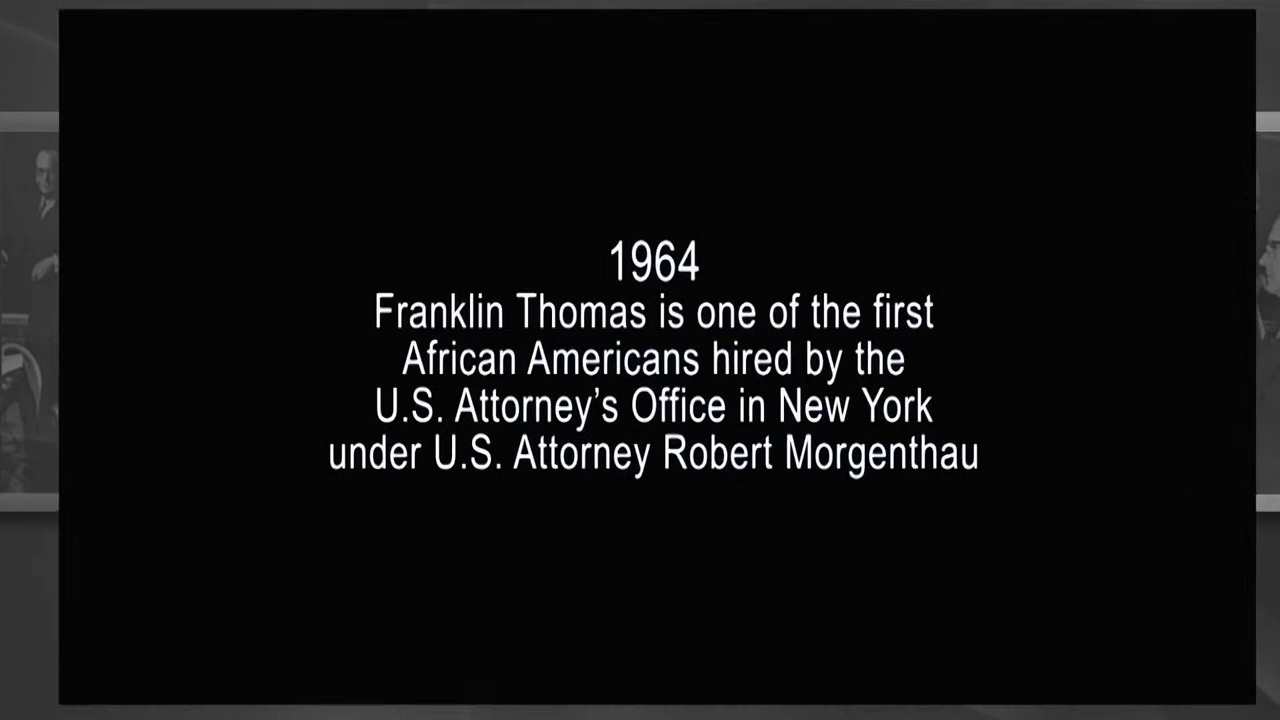 1964
Franklin Thomas is one of the first
African Americans hired by the
U.S. Attorney’s Office in New York
under U.S. Attorney Robert Morgenthau